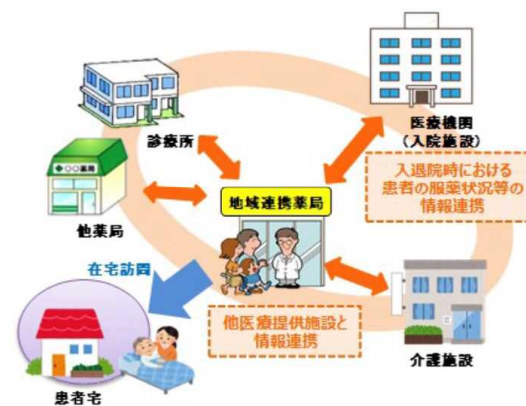 診療所
医療機関
(入院施設)
○○薬局
他薬局
地域連携薬局
入退院時における
患者の服薬状況等の
情報連携
在宅訪問
他医療提供施設と
情報連携
介護施設
患者宅